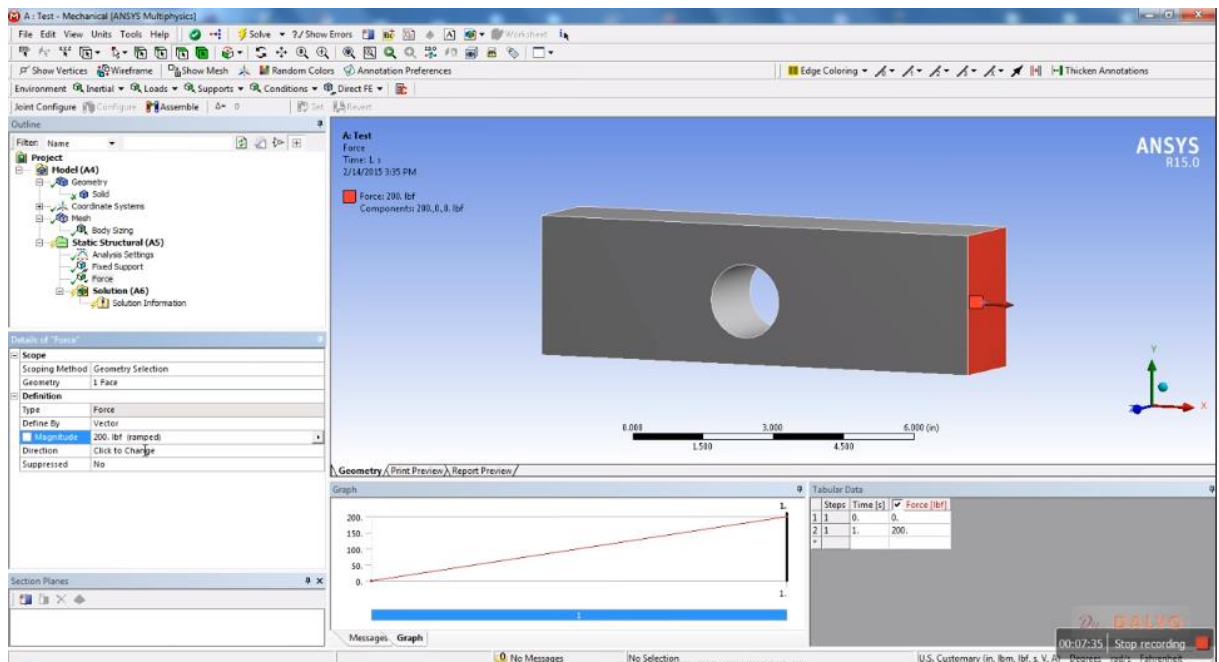 A : Test - Mechanical [ANSYS Multiphysics]
File Edit View Units Tools Help Solve ?/Show Errors Worksheet
Show Vertices Wireframe Show Mesh Random Colors Annotation Preferences Edge Coloring Thicken Annotations
Environment Inertial Loads Supports Conditions Direct FE
Joint Configure Configure Assemble Δ= 0 Set Revert
Outline
Filter: Name
Project
Model (A4)
Geometry
Solid
Coordinate Systems
Mesh
Body Sizing
Static Structural (A5)
Analysis Settings
Fixed Support
Force
Solution (A6)
Solution Information
Details of "Force"
Scope
Scoping Method Geometry Selection
Geometry 1 Face
Definition
Type Force
Define By Vector
Magnitude 200. lbf (ramped)
Direction Click to Change
Suppressed No
Section Planes
A: Test
Force
Time: 1. s
2/14/2015 3:35 PM
Force: 200. lbf
Components: 200.,0.,0. lbf
ANSYS
R15.0
Y
X
0.000 3.000 6.000 (in)
1.500 4.500
Geometry Print Preview Report Preview
Graph
1.
200.
150.
100.
50.
0.
1.
1
Messages Graph
Tabular Data
Steps Time [s] Force [lbf]
1 1 0. 0.
2 1 1. 200.
*
00:07:35 Stop recording
0 No Messages No Selection U.S. Customary (in, lbm, lbf, s, V, A) Degrees rad/s Fahrenheit